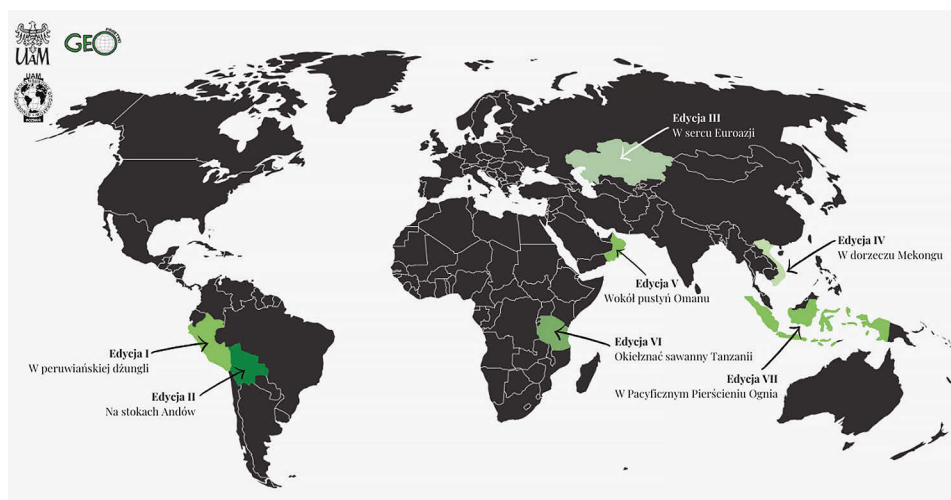 UAM
GEO
UAM
POZNAŃ
Edycja III
W sercu Euroazji
Edycja IV
W dorzeczu Mekongu
Edycja V
Wokół pustyń Omanu
Edycja VI
Okiełznać sawanny Tanzanii
Edycja I
W peruwiańskiej dżungli
Edycja VII
W Pacyficznym Pierścieniu Ognia
Edycja II
Na stokach Andów